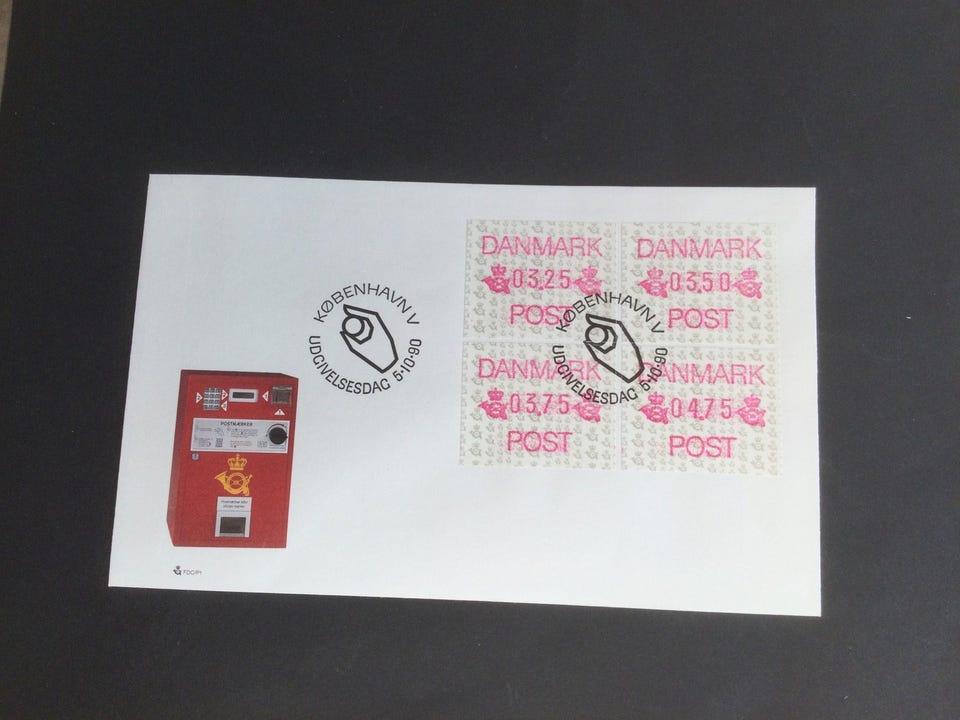 DANMARK
03,25
POST
DANMARK
03,50
POST
KØBENHAVN V
UDGIVELSESDAG 5·10·90
KØBENHAVN V
UDGIVELSESDAG 5·10·90
DANMARK
03,75
POST
DANMARK
04,75
POST
POSTMÆRKER